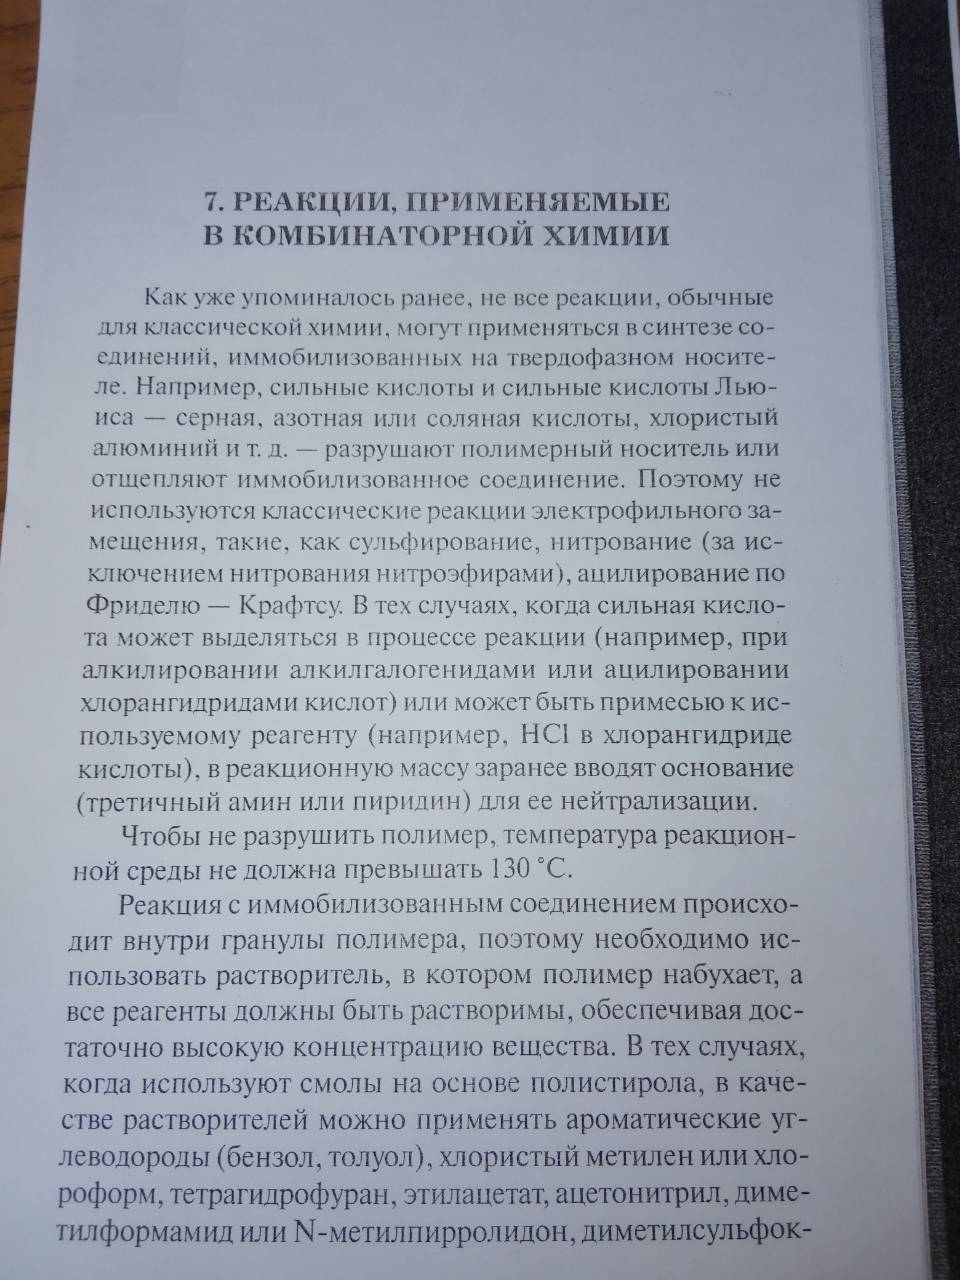 7. РЕАКЦИИ, ПРИМЕНЯЕМЫЕ
В КОМБИНАТОРНОЙ ХИМИИ
Как уже упоминалось ранее, не все реакции, обычные
для классической химии, могут применяться в синтезе со-
единений, иммобилизованных на твердофазном носите-
ле. Например, сильные кислоты и сильные кислоты Лью-
иса — серная, азотная или соляная кислоты, хлористый
алюминий и т. д. — разрушают полимерный носитель или
отщепляют иммобилизованное соединение. Поэтому не
используются классические реакции электрофильного за-
мещения, такие, как сульфирование, нитрование (за ис-
ключением нитрования нитроэфирами), ацилирование по
Фриделю — Крафтсу. В тех случаях, когда сильная кисло-
та может выделяться в процессе реакции (например, при
алкилировании алкилгалогенидами или ацилировании
хлорангидридами кислот) или может быть примесью к ис-
пользуемому реагенту (например, HCl в хлорангидриде
кислоты), в реакционную массу заранее вводят основание
(третичный амин или пиридин) для ее нейтрализации.
Чтобы не разрушить полимер, температура реакцион-
ной среды не должна превышать 130 °С.
Реакция с иммобилизованным соединением происхо-
дит внутри гранулы полимера, поэтому необходимо ис-
пользовать растворитель, в котором полимер набухает, а
все реагенты должны быть растворимы, обеспечивая дос-
таточно высокую концентрацию вещества. В тех случаях,
когда используют смолы на основе полистирола, в каче-
стве растворителей можно применять ароматические уг-
леводороды (бензол, толуол), хлористый метилен или хло-
роформ, тетрагидрофуран, этилацетат, ацетонитрил, диме-
тилформамид или N-метилпирролидон, диметилсульфок-